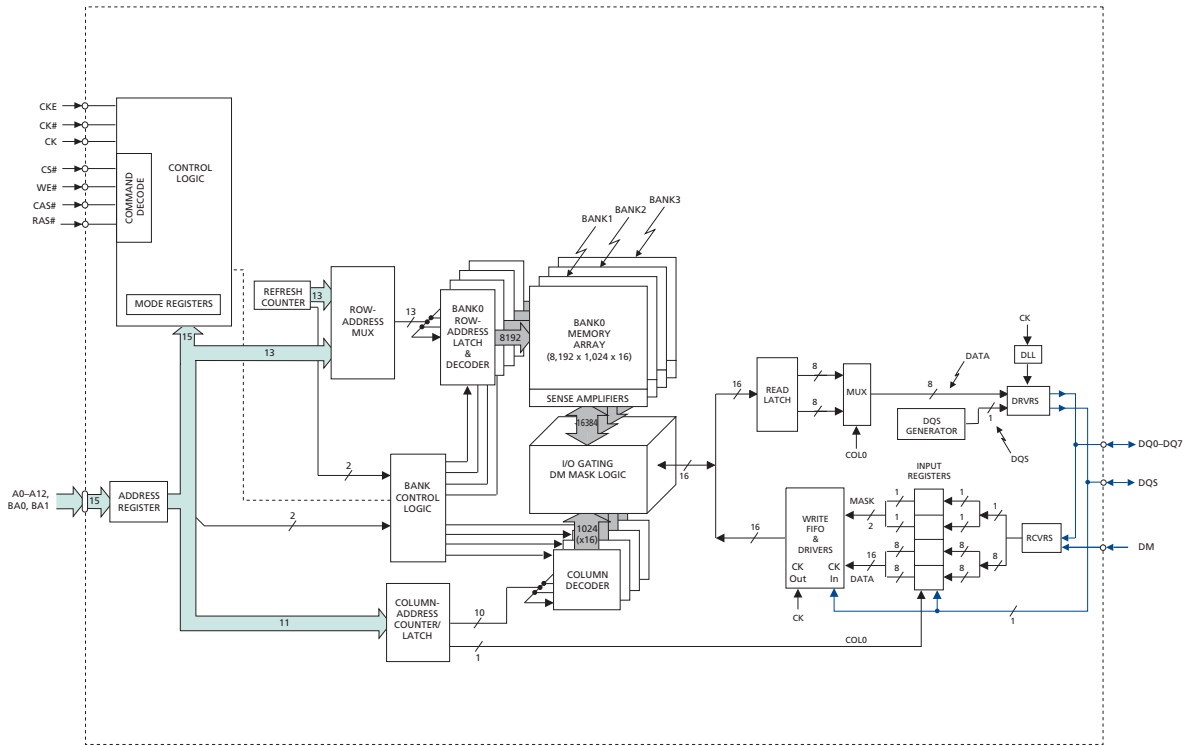 CKE
CK#
CK
CS#
WE#
CAS#
RAS#
COMMAND
DECODE
CONTROL
LOGIC
MODE REGISTERS
15
REFRESH
COUNTER
13
13
ROW-
ADDRESS
MUX
13
BANK0
ROW-
ADDRESS
LATCH
&
DECODER
8192
BANK0
MEMORY
ARRAY
(8,192 x 1,024 x 16)
SENSE AMPLIFIERS
BANK1
BANK2
BANK3
16384
I/O GATING
DM MASK LOGIC
16
2
BANK
CONTROL
LOGIC
2
A0–A12,
BA0, BA1
15
ADDRESS
REGISTER
1024
(x16)
COLUMN
DECODER
11
COLUMN-
ADDRESS
COUNTER/
LATCH
10
1
COL0
16
READ
LATCH
8
8
MUX
COL0
8
DATA
DQS
GENERATOR
1
DQS
CK
DLL
DRVRS
DQ0–DQ7
DQS
DM
INPUT
REGISTERS
16
WRITE
FIFO
&
DRIVERS
CK
Out
CK
In
CK
MASK
2
16
DATA
1
1
8
8
1
1
8
8
1
8
RCVRS
1